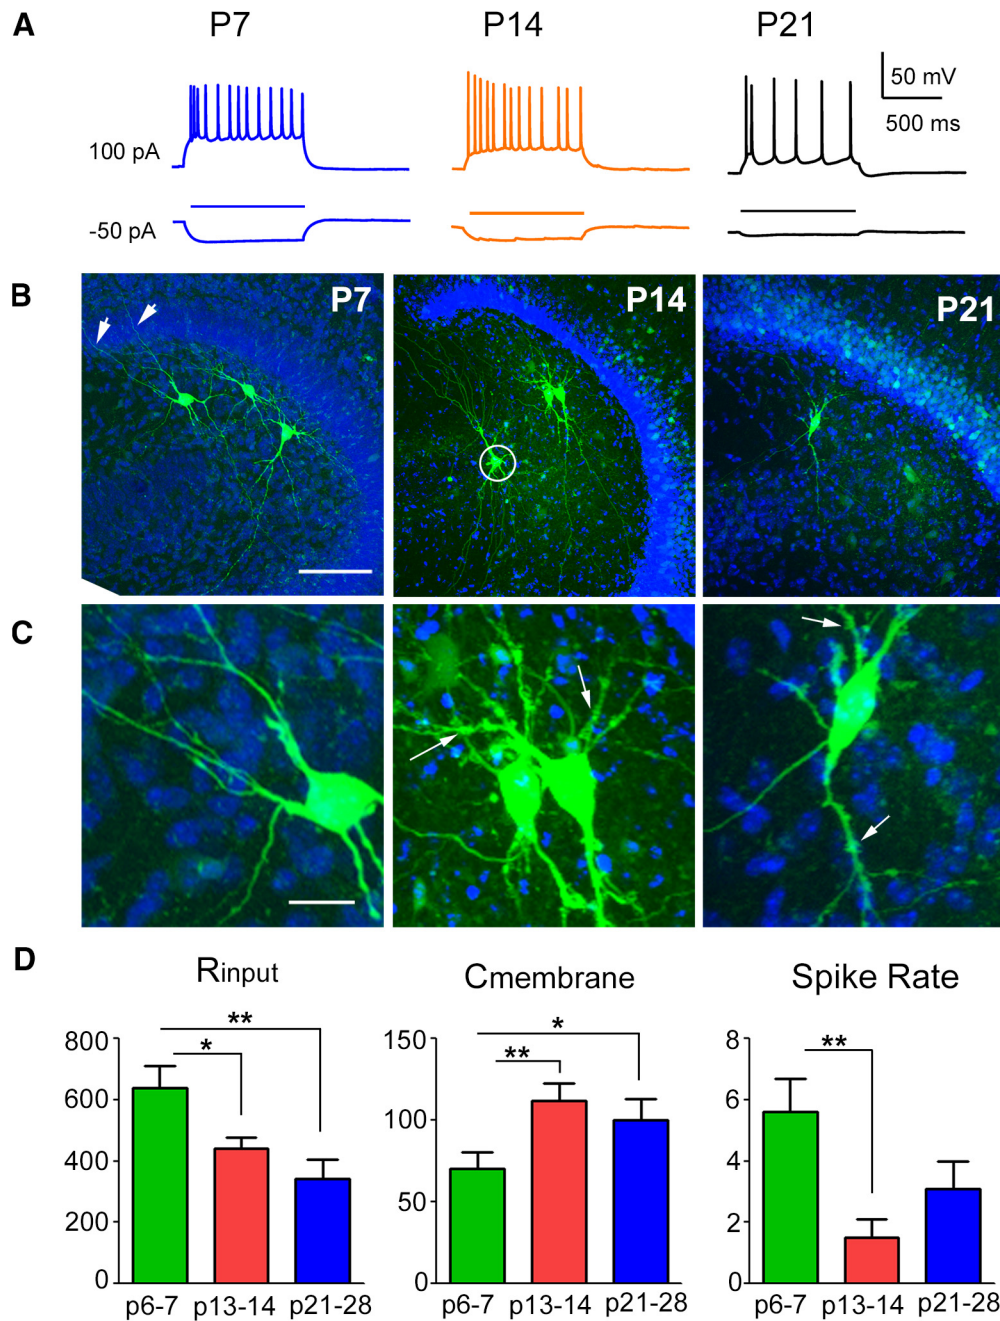 A P7 P14 P21
100 pA
50 mV
500 ms
-50 pA
B P7 P14 P21
C
D
Rinput Cmembrane Spike Rate
** * ** * **
800 600 400 200 0
150 100 50 0
8 6 4 2 0
p6-7 p13-14 p21-28 p6-7 p13-14 p21-28 p6-7 p13-14 p21-28